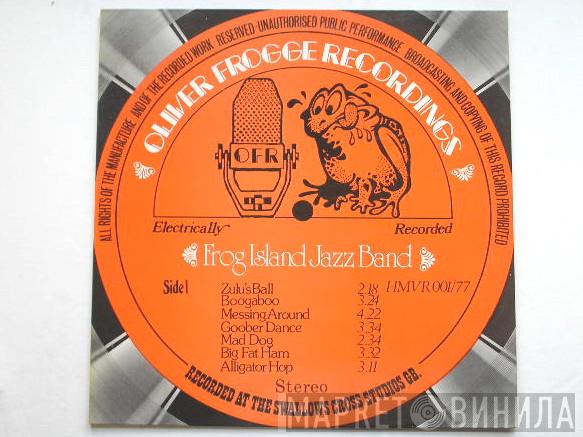 ALL RIGHTS OF THE MANUFACTURE AND OF THE RECORDED WORK RESERVED-UNAUTHORISED PUBLIC PERFORMANCE BROADCASTING AND COPYING OF THIS RECORD PROHIBITED
OLIVER FROGGE RECORDINGS
OFR
Electrically Recorded
Frog Island Jazz Band
Side 1
Zulu's Ball 2.18 HMVR 001/77
Boogaboo 3.24
Messing Around 4.22
Goober Dance 3.34
Mad Dog 2.34
Big Fat Ham 3.32
Alligator Hop 3.11
Stereo
RECORDED AT THE SWALLOWS CROSS STUDIOS GB.
МАРКЕТ ВИНИЛА